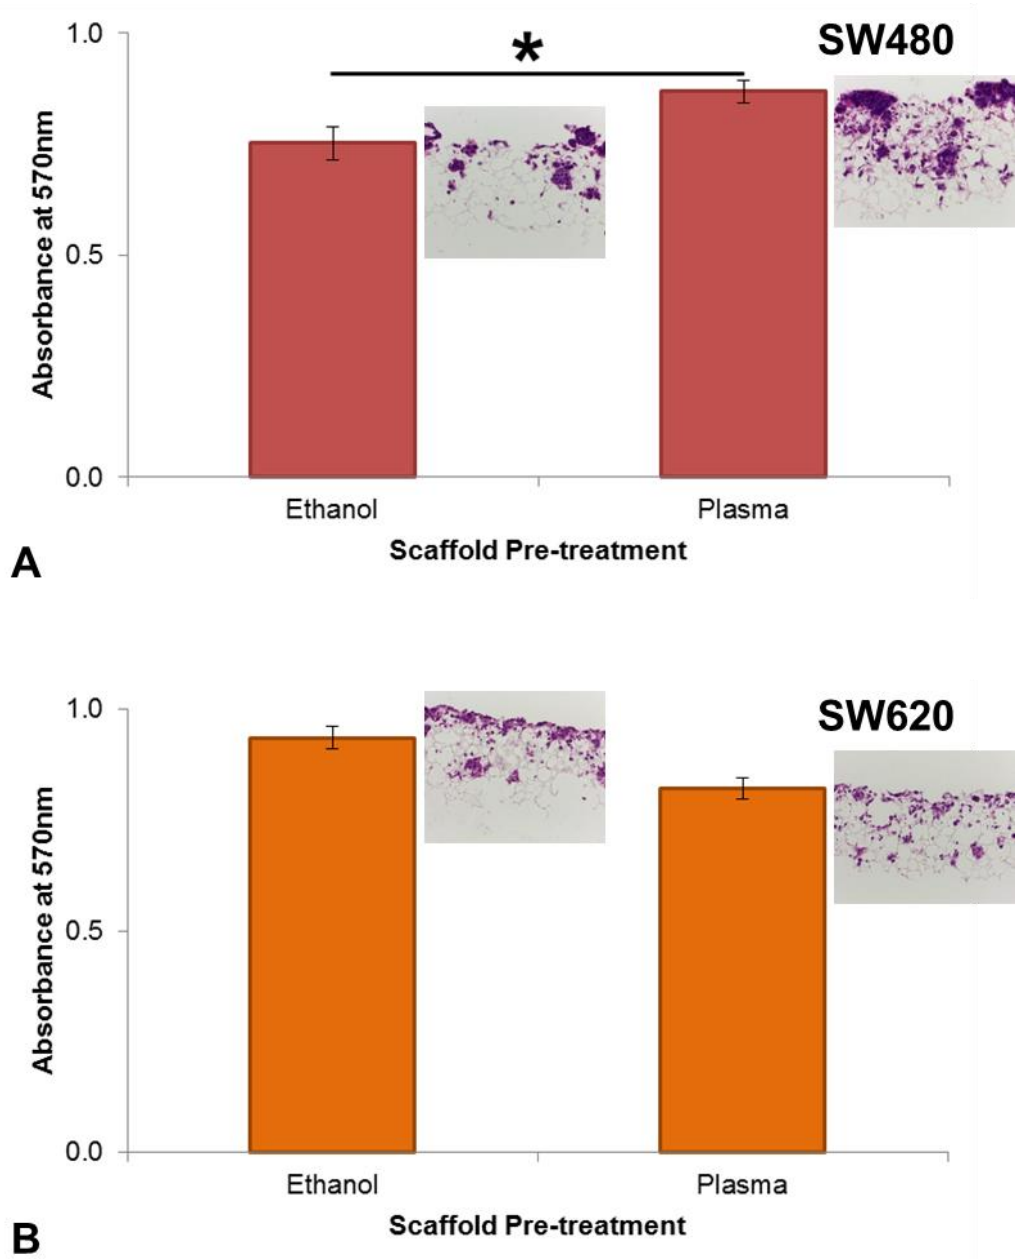 SW480
*
1.0
0.5
0.0
Absorbance at 570nm
Ethanol Plasma
Scaffold Pre-treatment
A
SW620
1.0
0.5
0.0
Absorbance at 570nm
Ethanol Plasma
Scaffold Pre-treatment
B